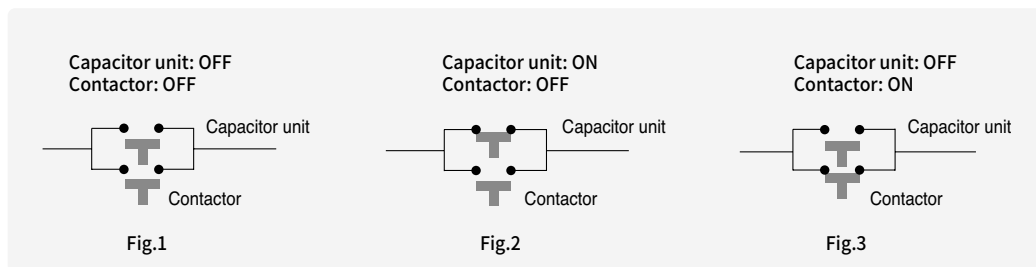 Capacitor unit: OFF
Contactor: OFF
Capacitor unit
Contactor
Fig.1
Capacitor unit: ON
Contactor: OFF
Capacitor unit
Contactor
Fig.2
Capacitor unit: OFF
Contactor: ON
Capacitor unit
Contactor
Fig.3